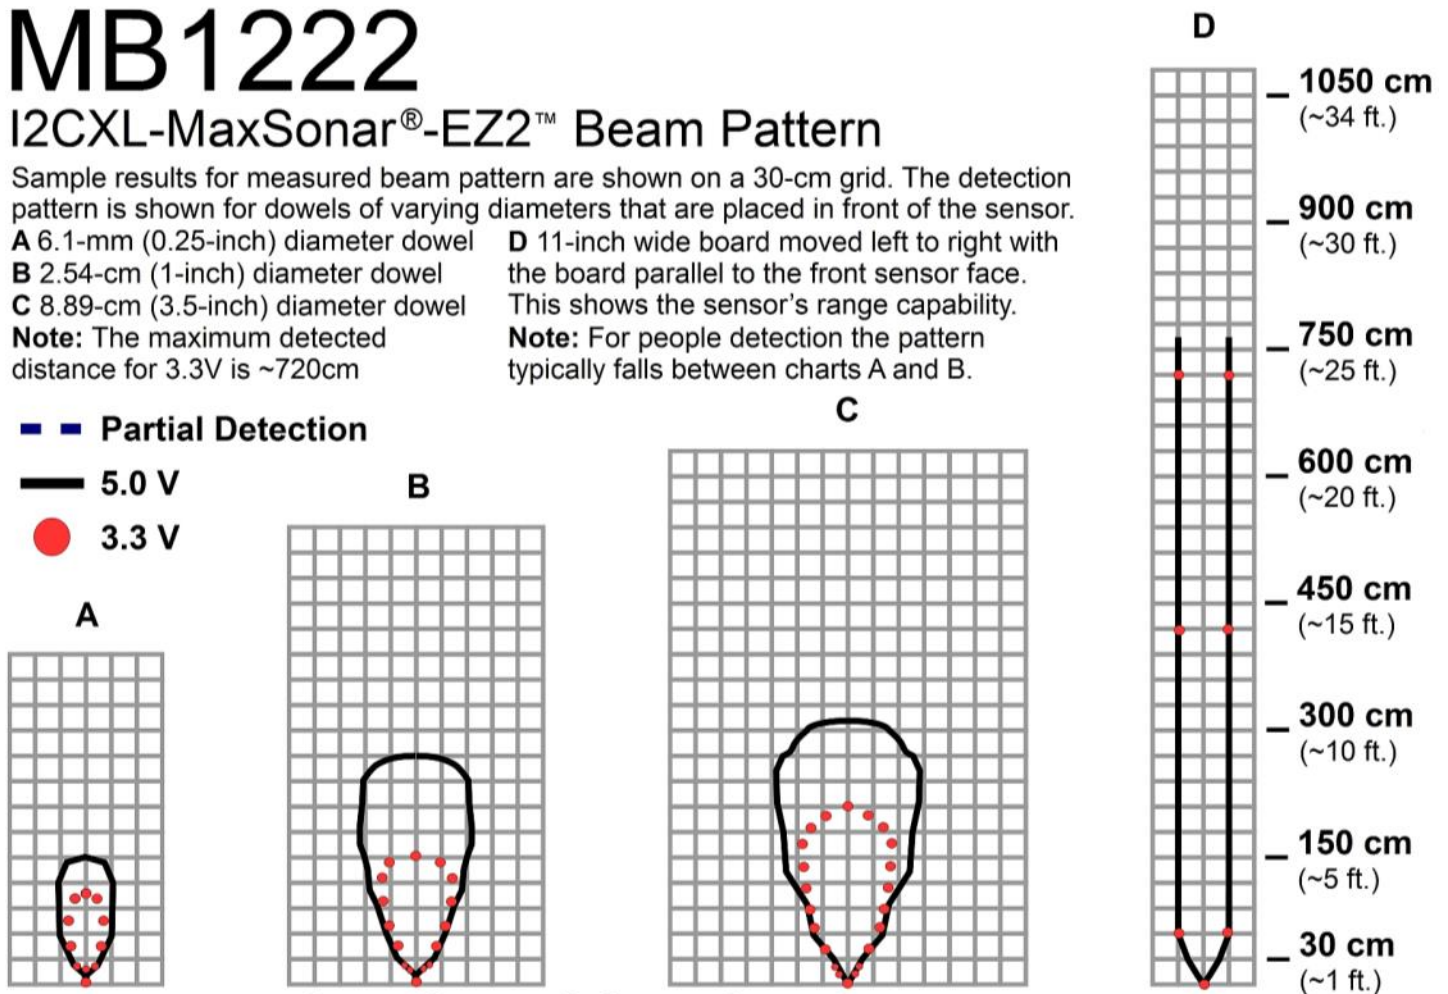 MB1222
I2CXL-MaxSonar®-EZ2™ Beam Pattern
Sample results for measured beam pattern are shown on a 30-cm grid. The detection
pattern is shown for dowels of varying diameters that are placed in front of the sensor.
A 6.1-mm (0.25-inch) diameter dowel
B 2.54-cm (1-inch) diameter dowel
C 8.89-cm (3.5-inch) diameter dowel
Note: The maximum detected
distance for 3.3V is ~720cm
D 11-inch wide board moved left to right with
the board parallel to the front sensor face.
This shows the sensor's range capability.
Note: For people detection the pattern
typically falls between charts A and B.
Partial Detection
5.0 V
3.3 V
A
B
C
D
1050 cm
(~34 ft.)
900 cm
(~30 ft.)
750 cm
(~25 ft.)
600 cm
(~20 ft.)
450 cm
(~15 ft.)
300 cm
(~10 ft.)
150 cm
(~5 ft.)
30 cm
(~1 ft.)